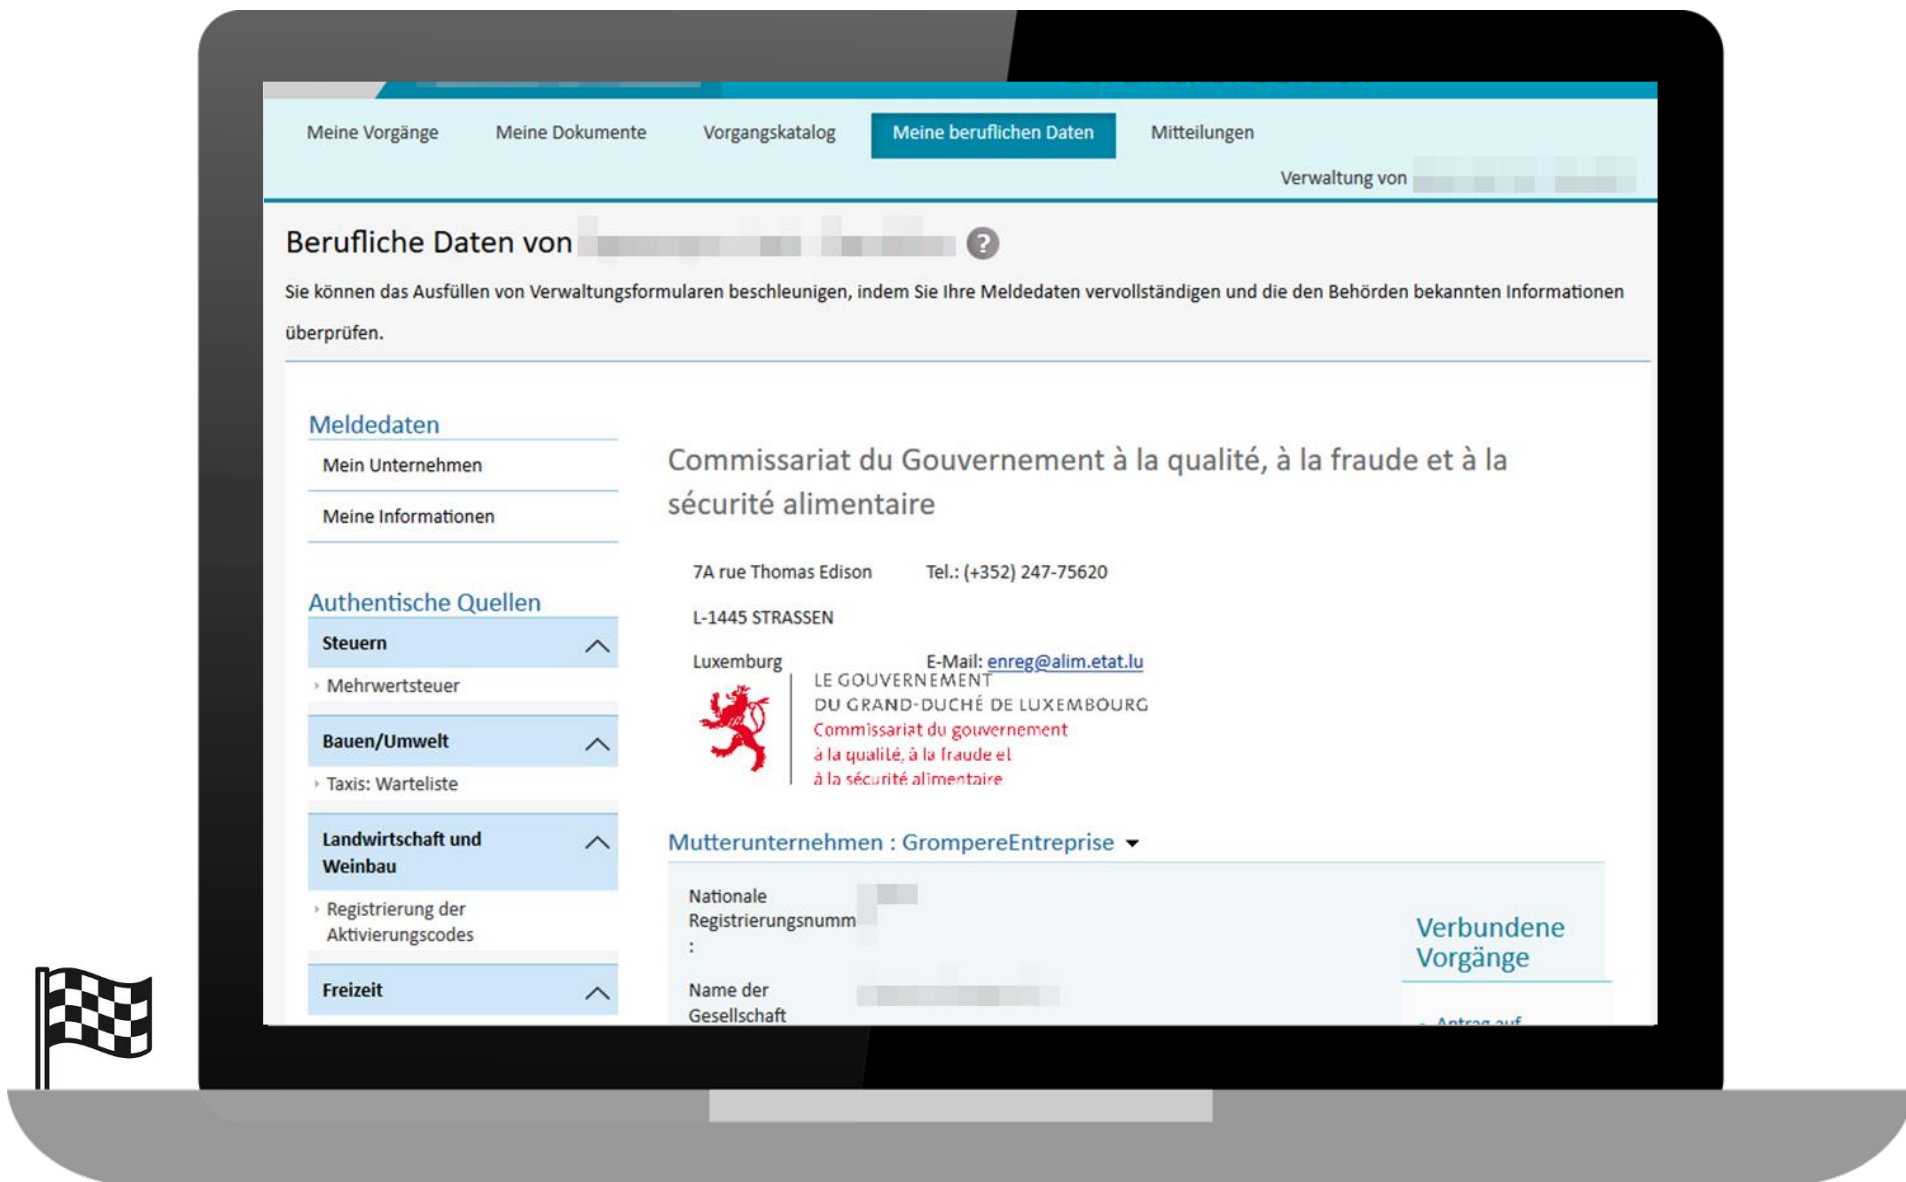 Meine Vorgänge Meine Dokumente Vorgangskatalog Meine beruflichen Daten Mitteilungen
Verwaltung von
Berufliche Daten von ?
Sie können das Ausfüllen von Verwaltungsformularen beschleunigen, indem Sie Ihre Meldedaten vervollständigen und die den Behörden bekannten Informationen
überprüfen.
Meldedaten
Mein Unternehmen
Meine Informationen
Authentische Quellen
Steuern
Mehrwertsteuer
Bauen/Umwelt
Taxis: Warteliste
Landwirtschaft und
Weinbau
Registrierung der
Aktivierungscodes
Freizeit
Commissariat du Gouvernement à la qualité, à la fraude et à la
sécurité alimentaire
7A rue Thomas Edison Tel.: (+352) 247-75620
L-1445 STRASSEN
Luxemburg E-Mail: enreg@alim.etat.lu
LE GOUVERNEMENT
DU GRAND-DUCHÉ DE LUXEMBOURG
Commissariat du gouvernement
à la qualité, à la fraude et
à la sécurité alimentaire
Mutterunternehmen : GrompereEntreprise
Nationale
Registrierungsnumm
:
Name der
Gesellschaft
Verbundene
Vorgänge
Antrag auf